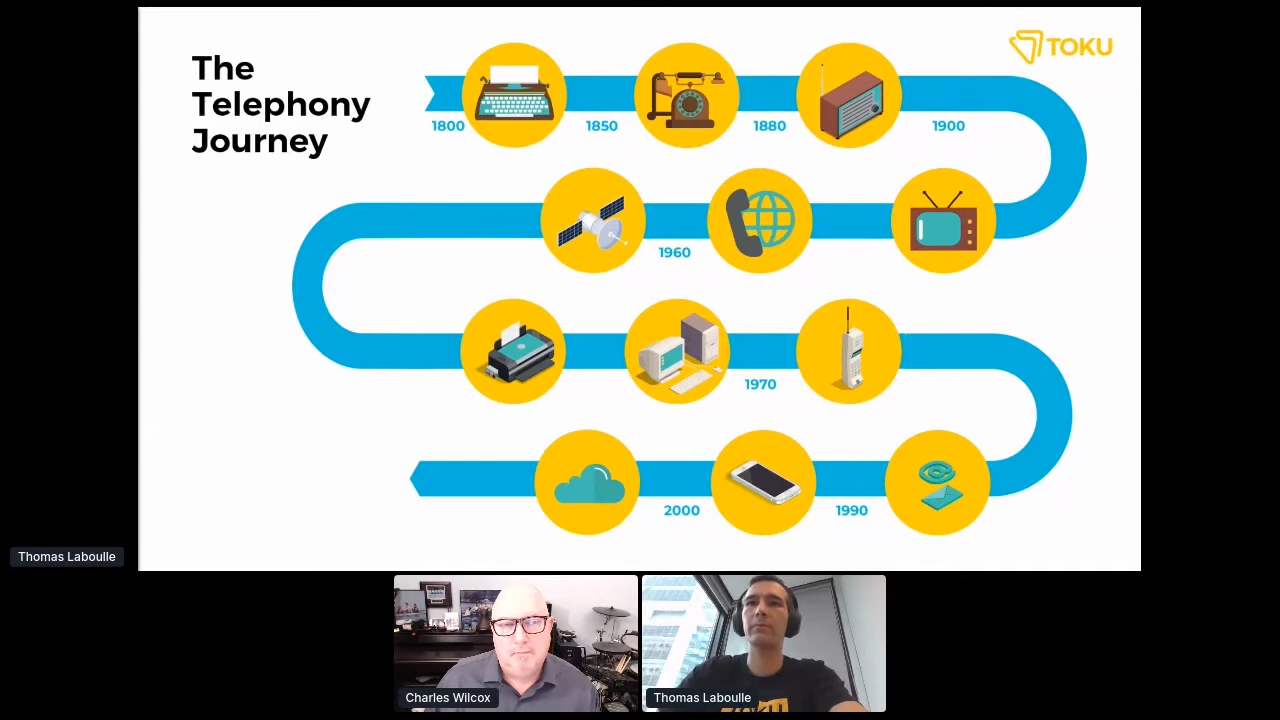 The
Telephony
Journey
TOKU
1800
1850
1880
1900
1960
1970
2000
1990
Thomas Laboulle
Charles Wilcox
Thomas Laboulle